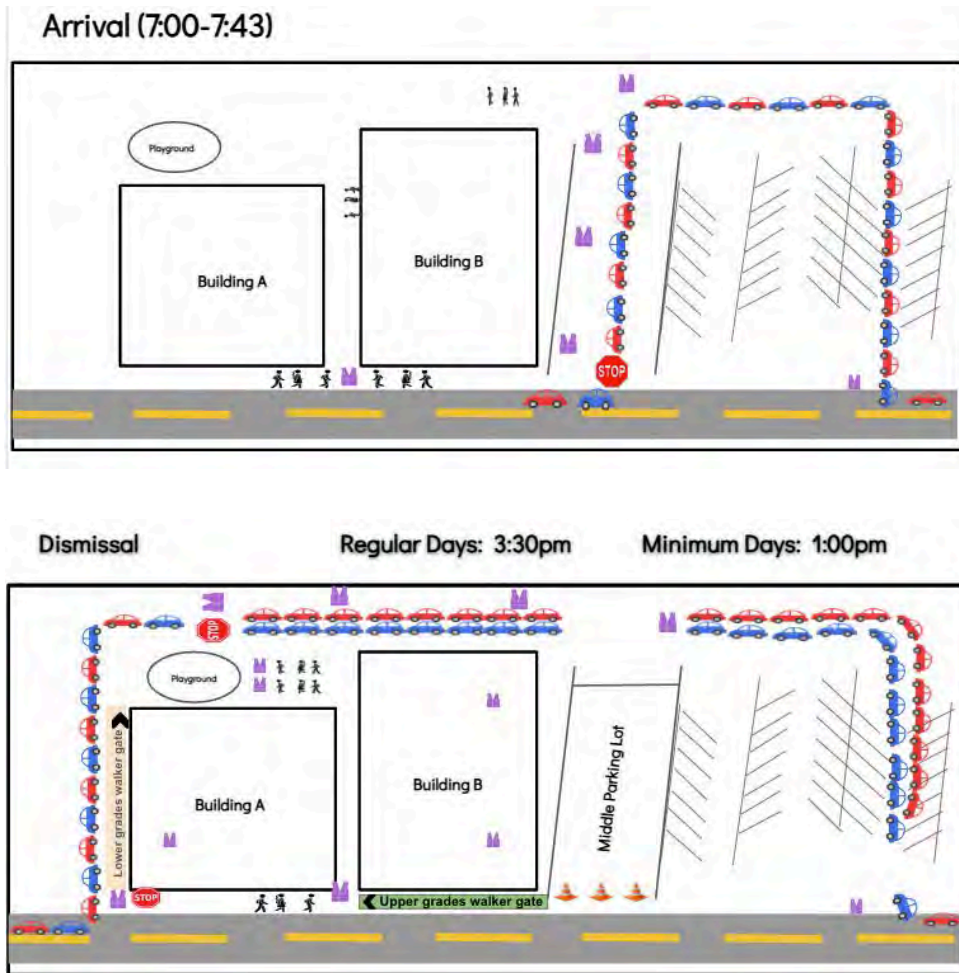 Arrival (7:00-7:43)
Playground
Building A
Building B
STOP
Dismissal
Regular Days: 3:30pm
Minimum Days: 1:00pm
STOP
Playground
Lower grades walker gate
Building A
Building B
Middle Parking Lot
STOP
Upper grades walker gate